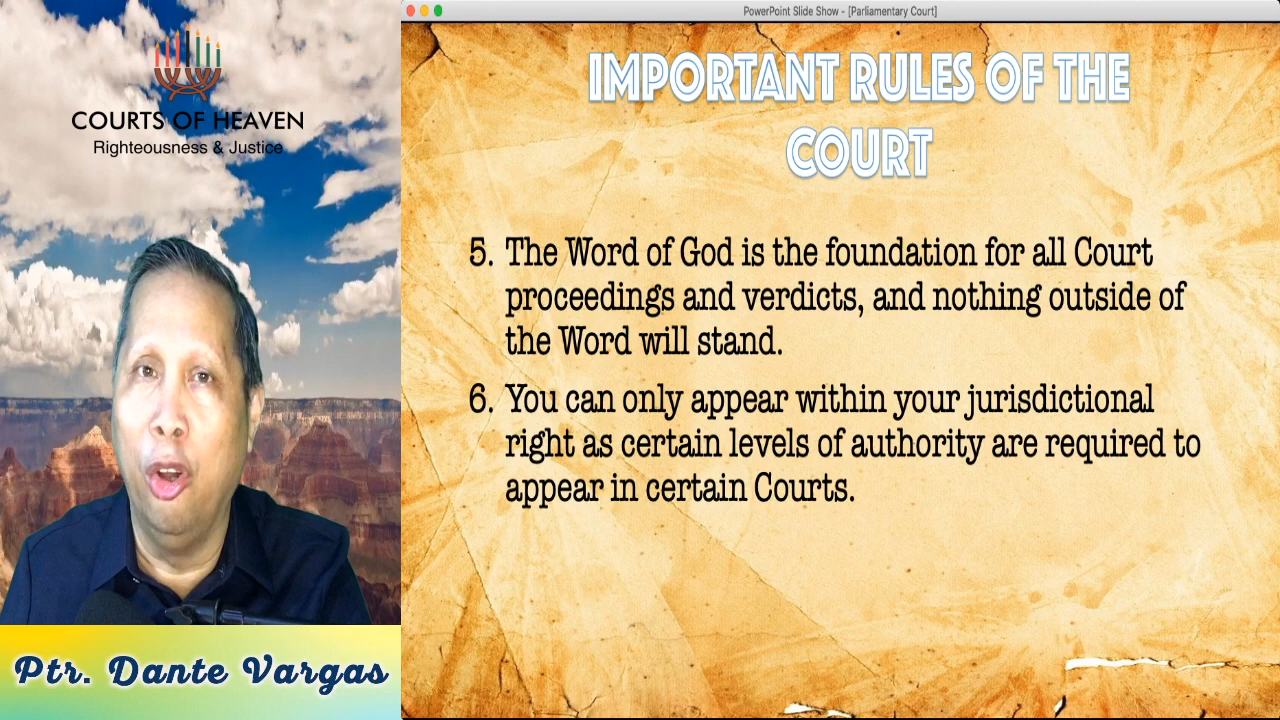 COURTS OF HEAVEN
Righteousness & Justice
Ptr. Dante Vargas
PowerPoint Slide Show - [Parliamentary Court]
IMPORTANT RULES OF THE
COURT
5. The Word of God is the foundation for all Court
proceedings and verdicts, and nothing outside of
the Word will stand.
6. You can only appear within your jurisdictional
right as certain levels of authority are required to
appear in certain Courts.